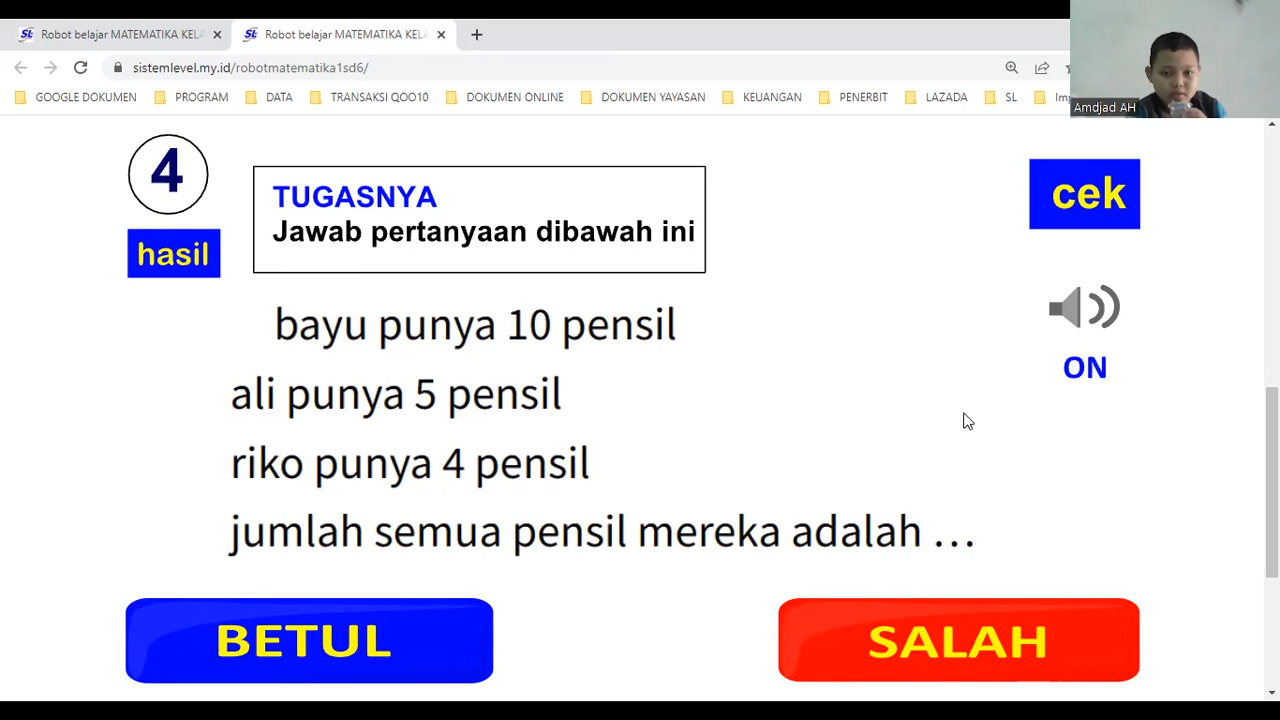 Robot belajar MATEMATIKA KELA
Robot belajar MATEMATIKA KELA
sistemlevel.my.id/robotmatematika1sd6/
GOOGLE DOKUMEN
PROGRAM
DATA
TRANSAKSI QOO10
DOKUMEN ONLINE
DOKUMEN YAYASAN
KEUANGAN
PENERBIT
LAZADA
SL
Amdjad AH
4
hasil
TUGASNYA
Jawab pertanyaan dibawah ini
cek
ON
bayu punya 10 pensil
ali punya 5 pensil
riko punya 4 pensil
jumlah semua pensil mereka adalah ...
BETUL
SALAH